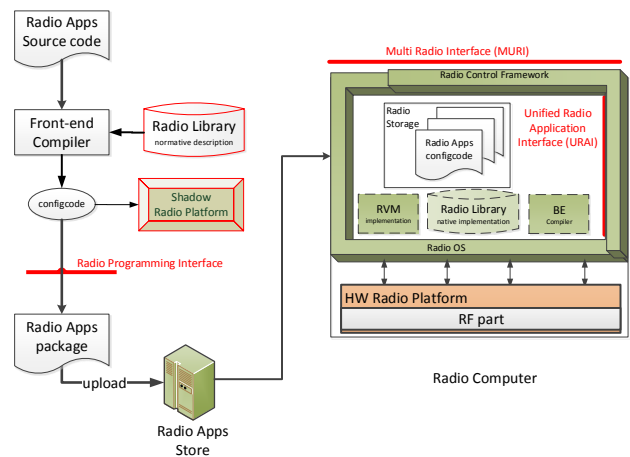 Radio Apps
Source code
Front-end
Compiler
Radio Library
normative description
configcode
Shadow
Radio Platform
Radio Programming Interface
Radio Apps
package
upload
Radio Apps
Store
Multi Radio Interface (MURI)
Radio Control Framework
Radio
Storage
Radio Apps
configcode
Unified Radio
Application
Interface (URAI)
RVM
implementation
Radio Library
native implementation
BE
Compiler
Radio OS
HW Radio Platform
RF part
Radio Computer